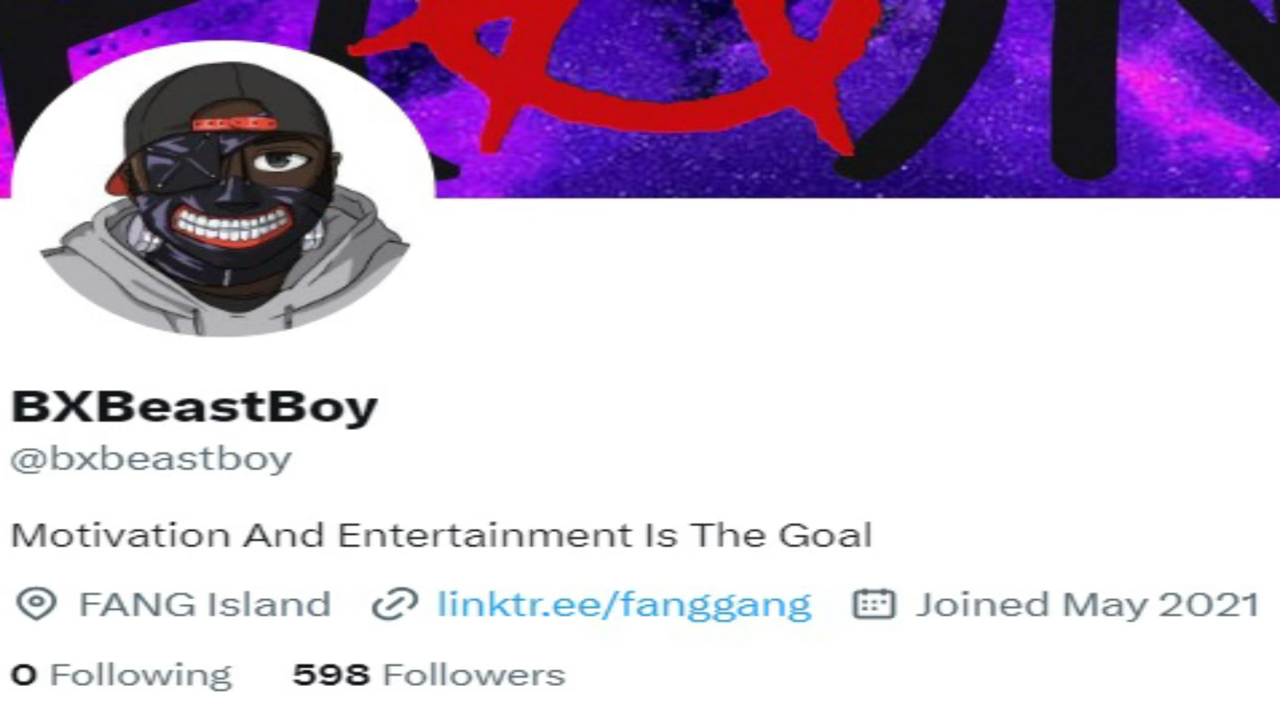 BXBeastBoy
@bxbeastboy
Motivation And Entertainment Is The Goal
FANG Island linktr.ee/fanggang Joined May 2021
0 Following 598 Followers